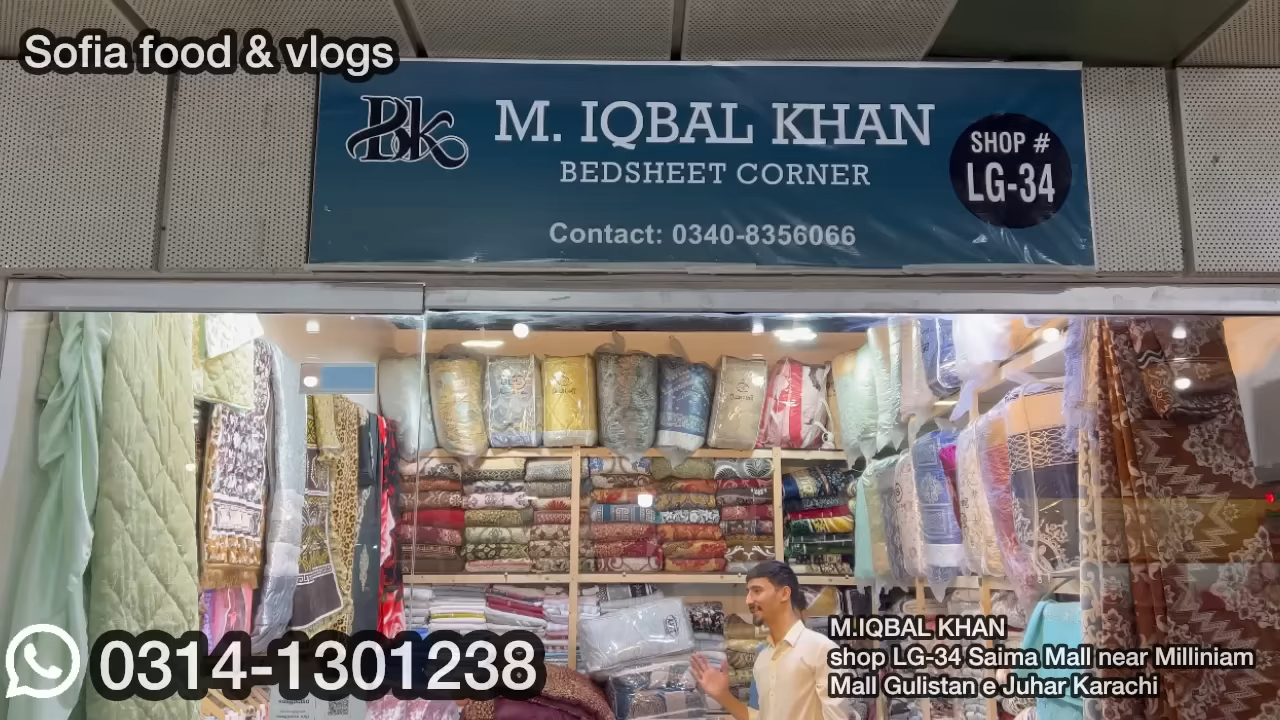 Sofia food & vlogs
BK
M. IQBAL KHAN
BEDSHEET CORNER
SHOP #
LG-34
Contact: 0340-8356066
0314-1301238
M.IQBAL KHAN
shop LG-34 Saima Mall near Milliniam
Mall Gulistan e Juhar Karachi